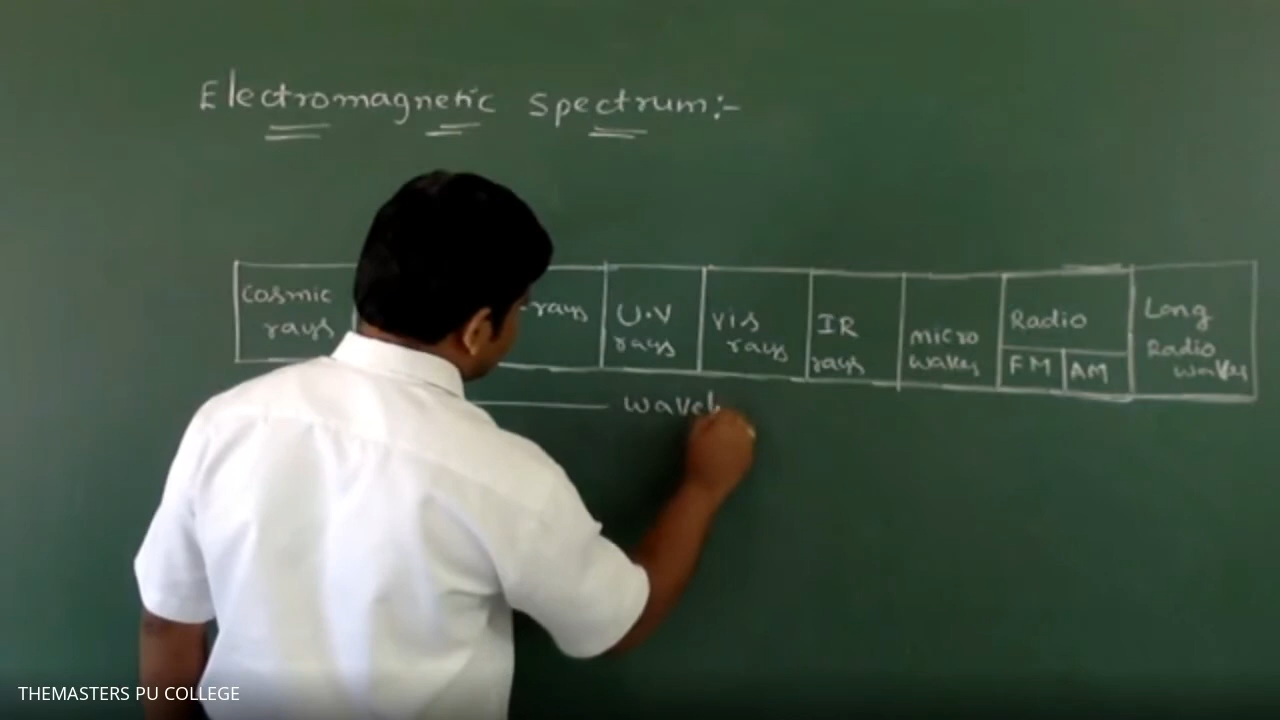 Electromagnetic spectrum:-
Cosmic
rays
-rays
U.V
rays
Vis
rays
IR
rays
micro
waves
Radio
FM
AM
Long
Radio
waves
wavel
THEMASTERS PU COLLEGE